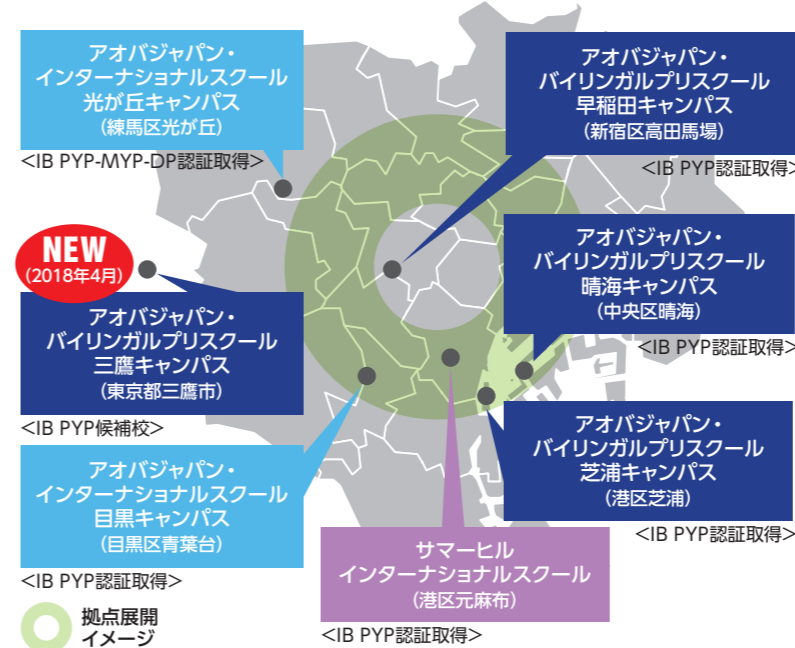 アオバジャパン・
インターナショナルスクール
光が丘キャンパス
(練馬区光が丘)
<IB PYP-MYP-DP認証取得>
アオバジャパン・
バイリンガルプリスクール
早稲田キャンパス
(新宿区高田馬場)
<IB PYP認証取得>
NEW
(2018年4月)
アオバジャパン・
バイリンガルプリスクール
三鷹キャンパス
(東京都三鷹市)
<IB PYP候補校>
アオバジャパン・
バイリンガルプリスクール
晴海キャンパス
(中央区晴海)
<IB PYP認証取得>
アオバジャパン・
バイリンガルプリスクール
芝浦キャンパス
(港区芝浦)
<IB PYP認証取得>
アオバジャパン・
インターナショナルスクール
目黒キャンパス
(目黒区青葉台)
<IB PYP認証取得>
サマーヒル
インターナショナルスクール
(港区元麻布)
<IB PYP認証取得>
拠点展開
イメージ